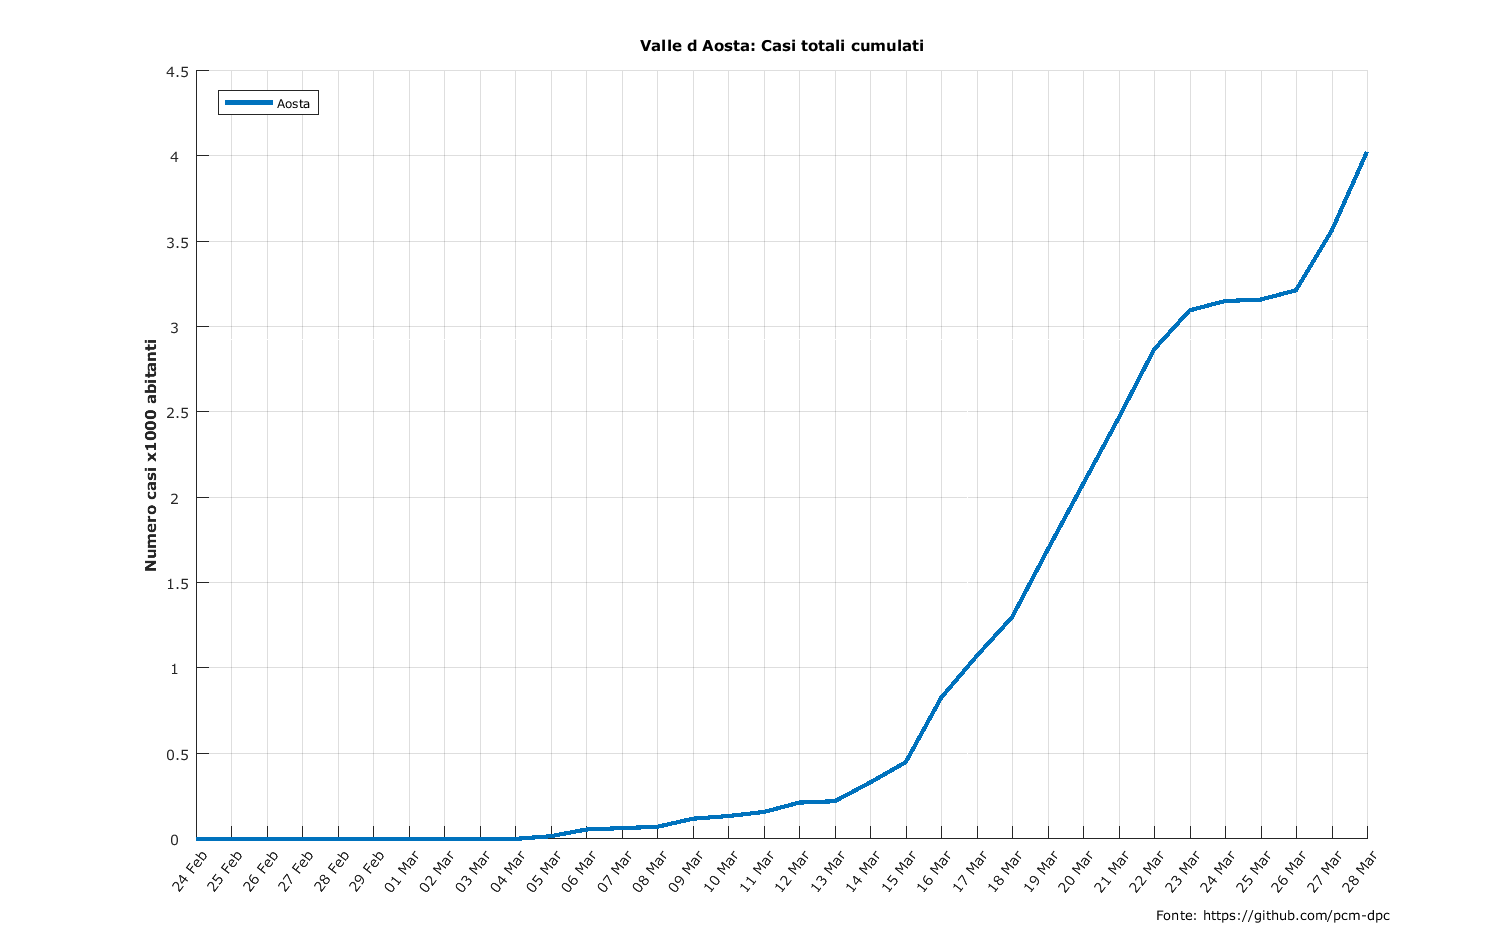 Valle d Aosta: Casi totali cumulati
Aosta
Numero casi x1000 abitanti
4.5
4
3.5
3
2.5
2
1.5
1
0.5
0
24 Feb
25 Feb
26 Feb
27 Feb
28 Feb
29 Feb
01 Mar
02 Mar
03 Mar
04 Mar
05 Mar
06 Mar
07 Mar
08 Mar
09 Mar
10 Mar
11 Mar
12 Mar
13 Mar
14 Mar
15 Mar
16 Mar
17 Mar
18 Mar
19 Mar
20 Mar
21 Mar
22 Mar
23 Mar
24 Mar
25 Mar
26 Mar
27 Mar
28 Mar
Fonte: https://github.com/pcm-dpc